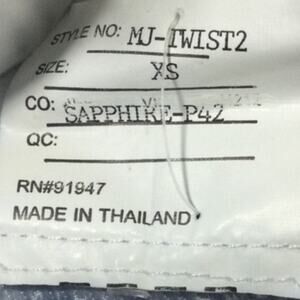 STYLE NO: MJ-TWIST2
SIZE: XS
CO: SAPPHIRE-P42
QC:
RN#91947
MADE IN THAILAND